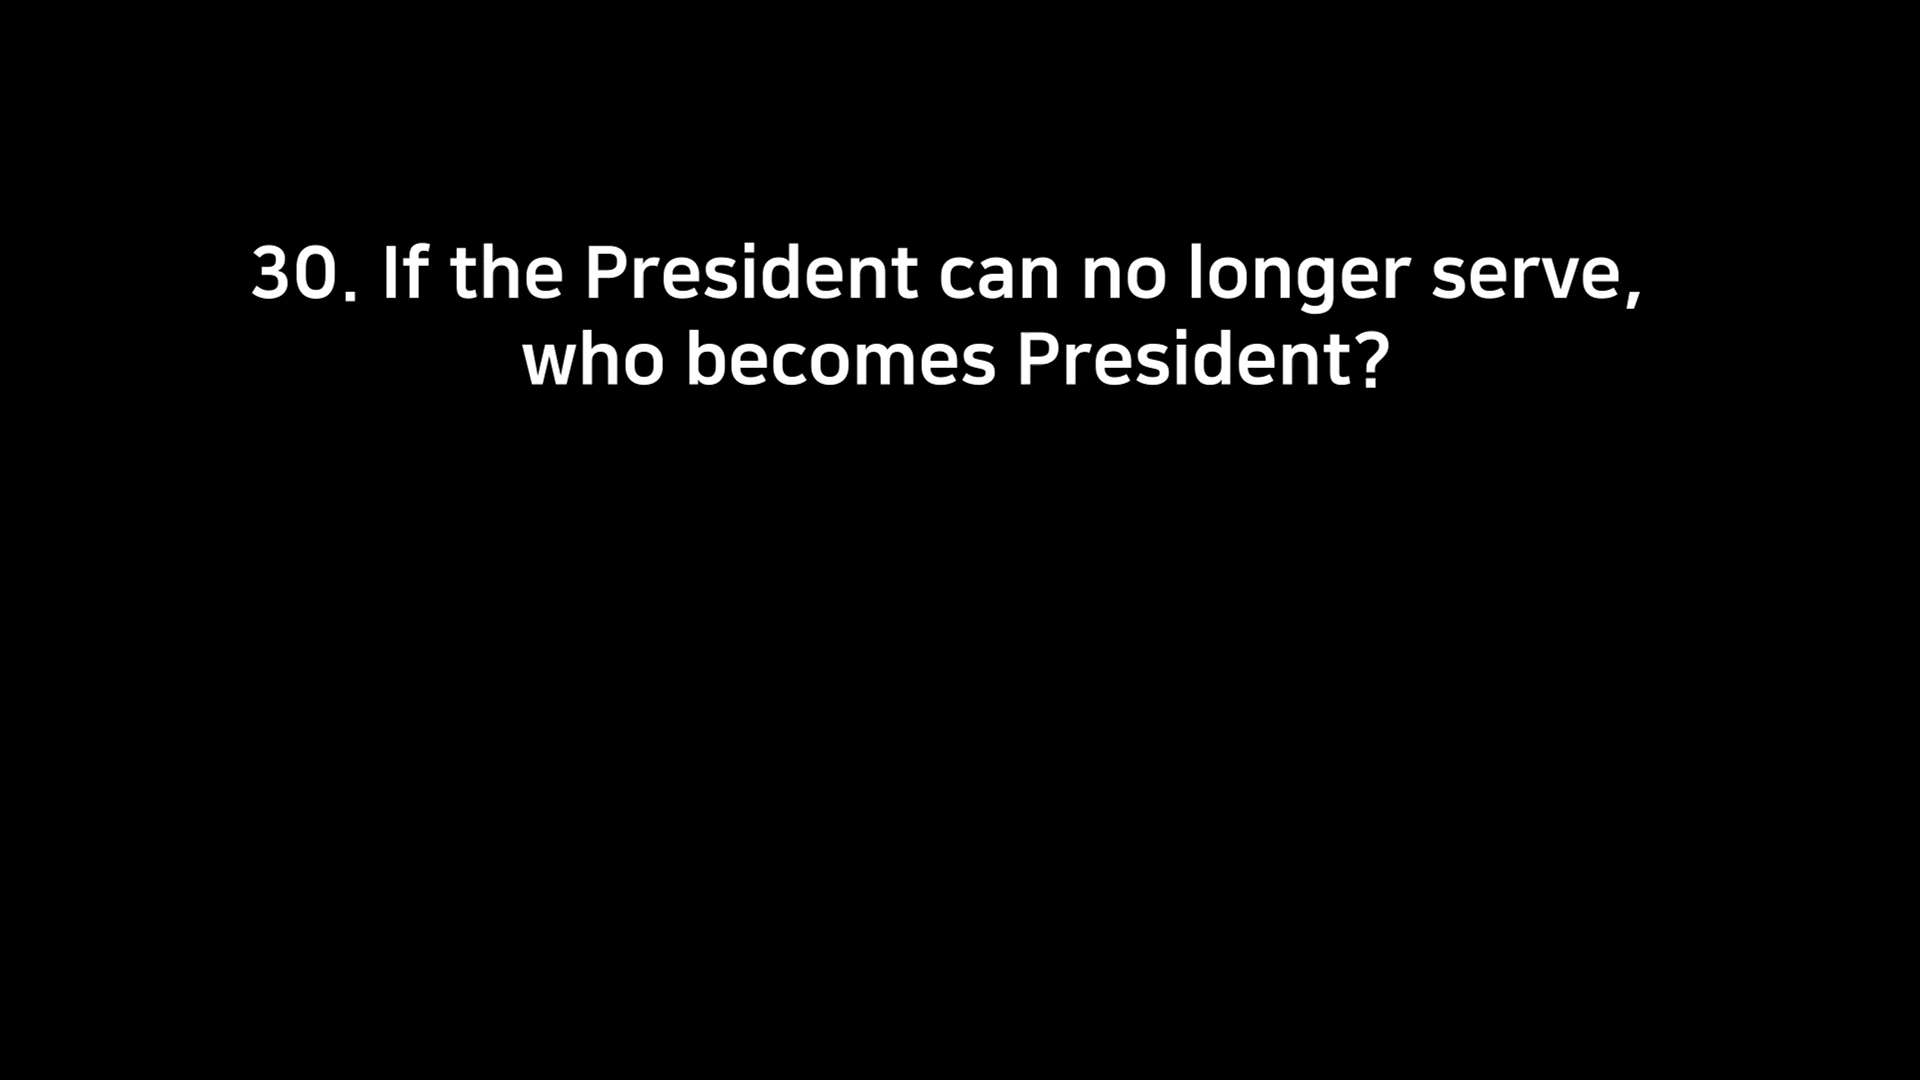 30. If the President can no longer serve,
who becomes President?